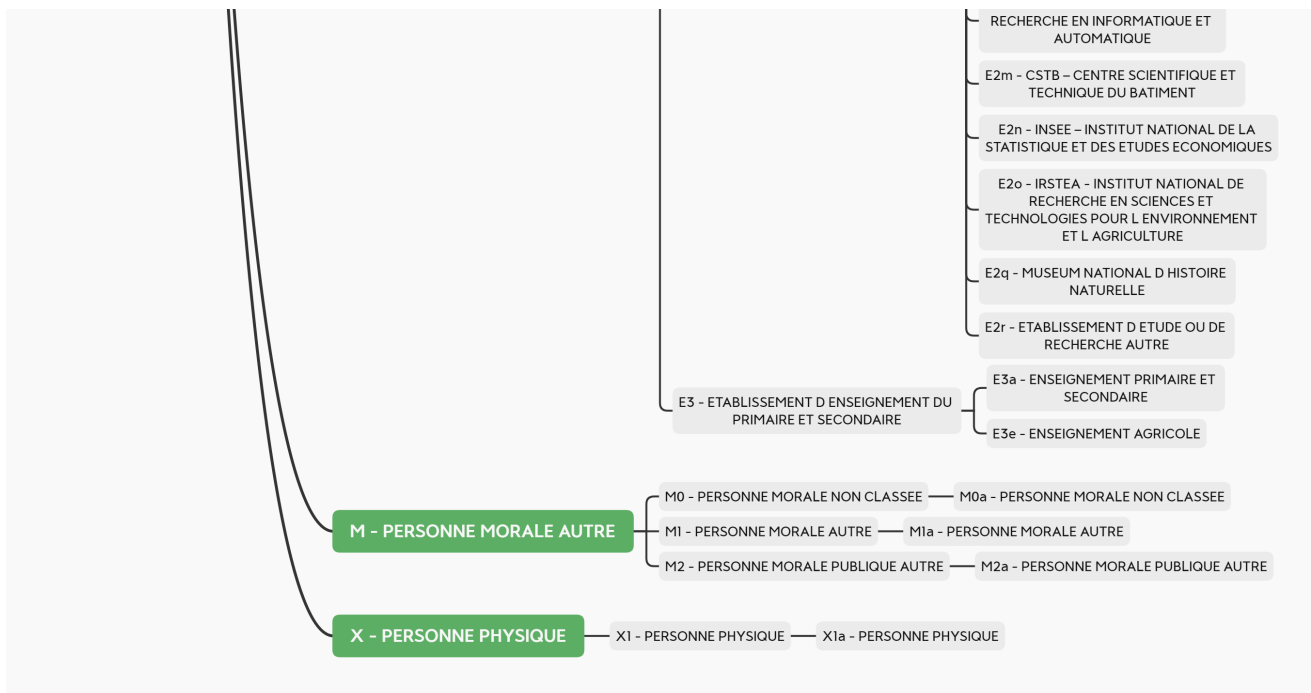 RECHERCHE EN INFORMATIQUE ET
AUTOMATIQUE
E2m - CSTB – CENTRE SCIENTIFIQUE ET
TECHNIQUE DU BATIMENT
E2n - INSEE – INSTITUT NATIONAL DE LA
STATISTIQUE ET DES ETUDES ECONOMIQUES
E2o - IRSTEA - INSTITUT NATIONAL DE
RECHERCHE EN SCIENCES ET
TECHNOLOGIES POUR L ENVIRONNEMENT
ET L AGRICULTURE
E2q - MUSEUM NATIONAL D HISTOIRE
NATURELLE
E2r - ETABLISSEMENT D ETUDE OU DE
RECHERCHE AUTRE
E3 - ETABLISSEMENT D ENSEIGNEMENT DU
PRIMAIRE ET SECONDAIRE
E3a - ENSEIGNEMENT PRIMAIRE ET
SECONDAIRE
E3e - ENSEIGNEMENT AGRICOLE
M - PERSONNE MORALE AUTRE
M0 - PERSONNE MORALE NON CLASSEE
M0a - PERSONNE MORALE NON CLASSEE
M1 - PERSONNE MORALE AUTRE
M1a - PERSONNE MORALE AUTRE
M2 - PERSONNE MORALE PUBLIQUE AUTRE
M2a - PERSONNE MORALE PUBLIQUE AUTRE
X - PERSONNE PHYSIQUE
X1 - PERSONNE PHYSIQUE
X1a - PERSONNE PHYSIQUE